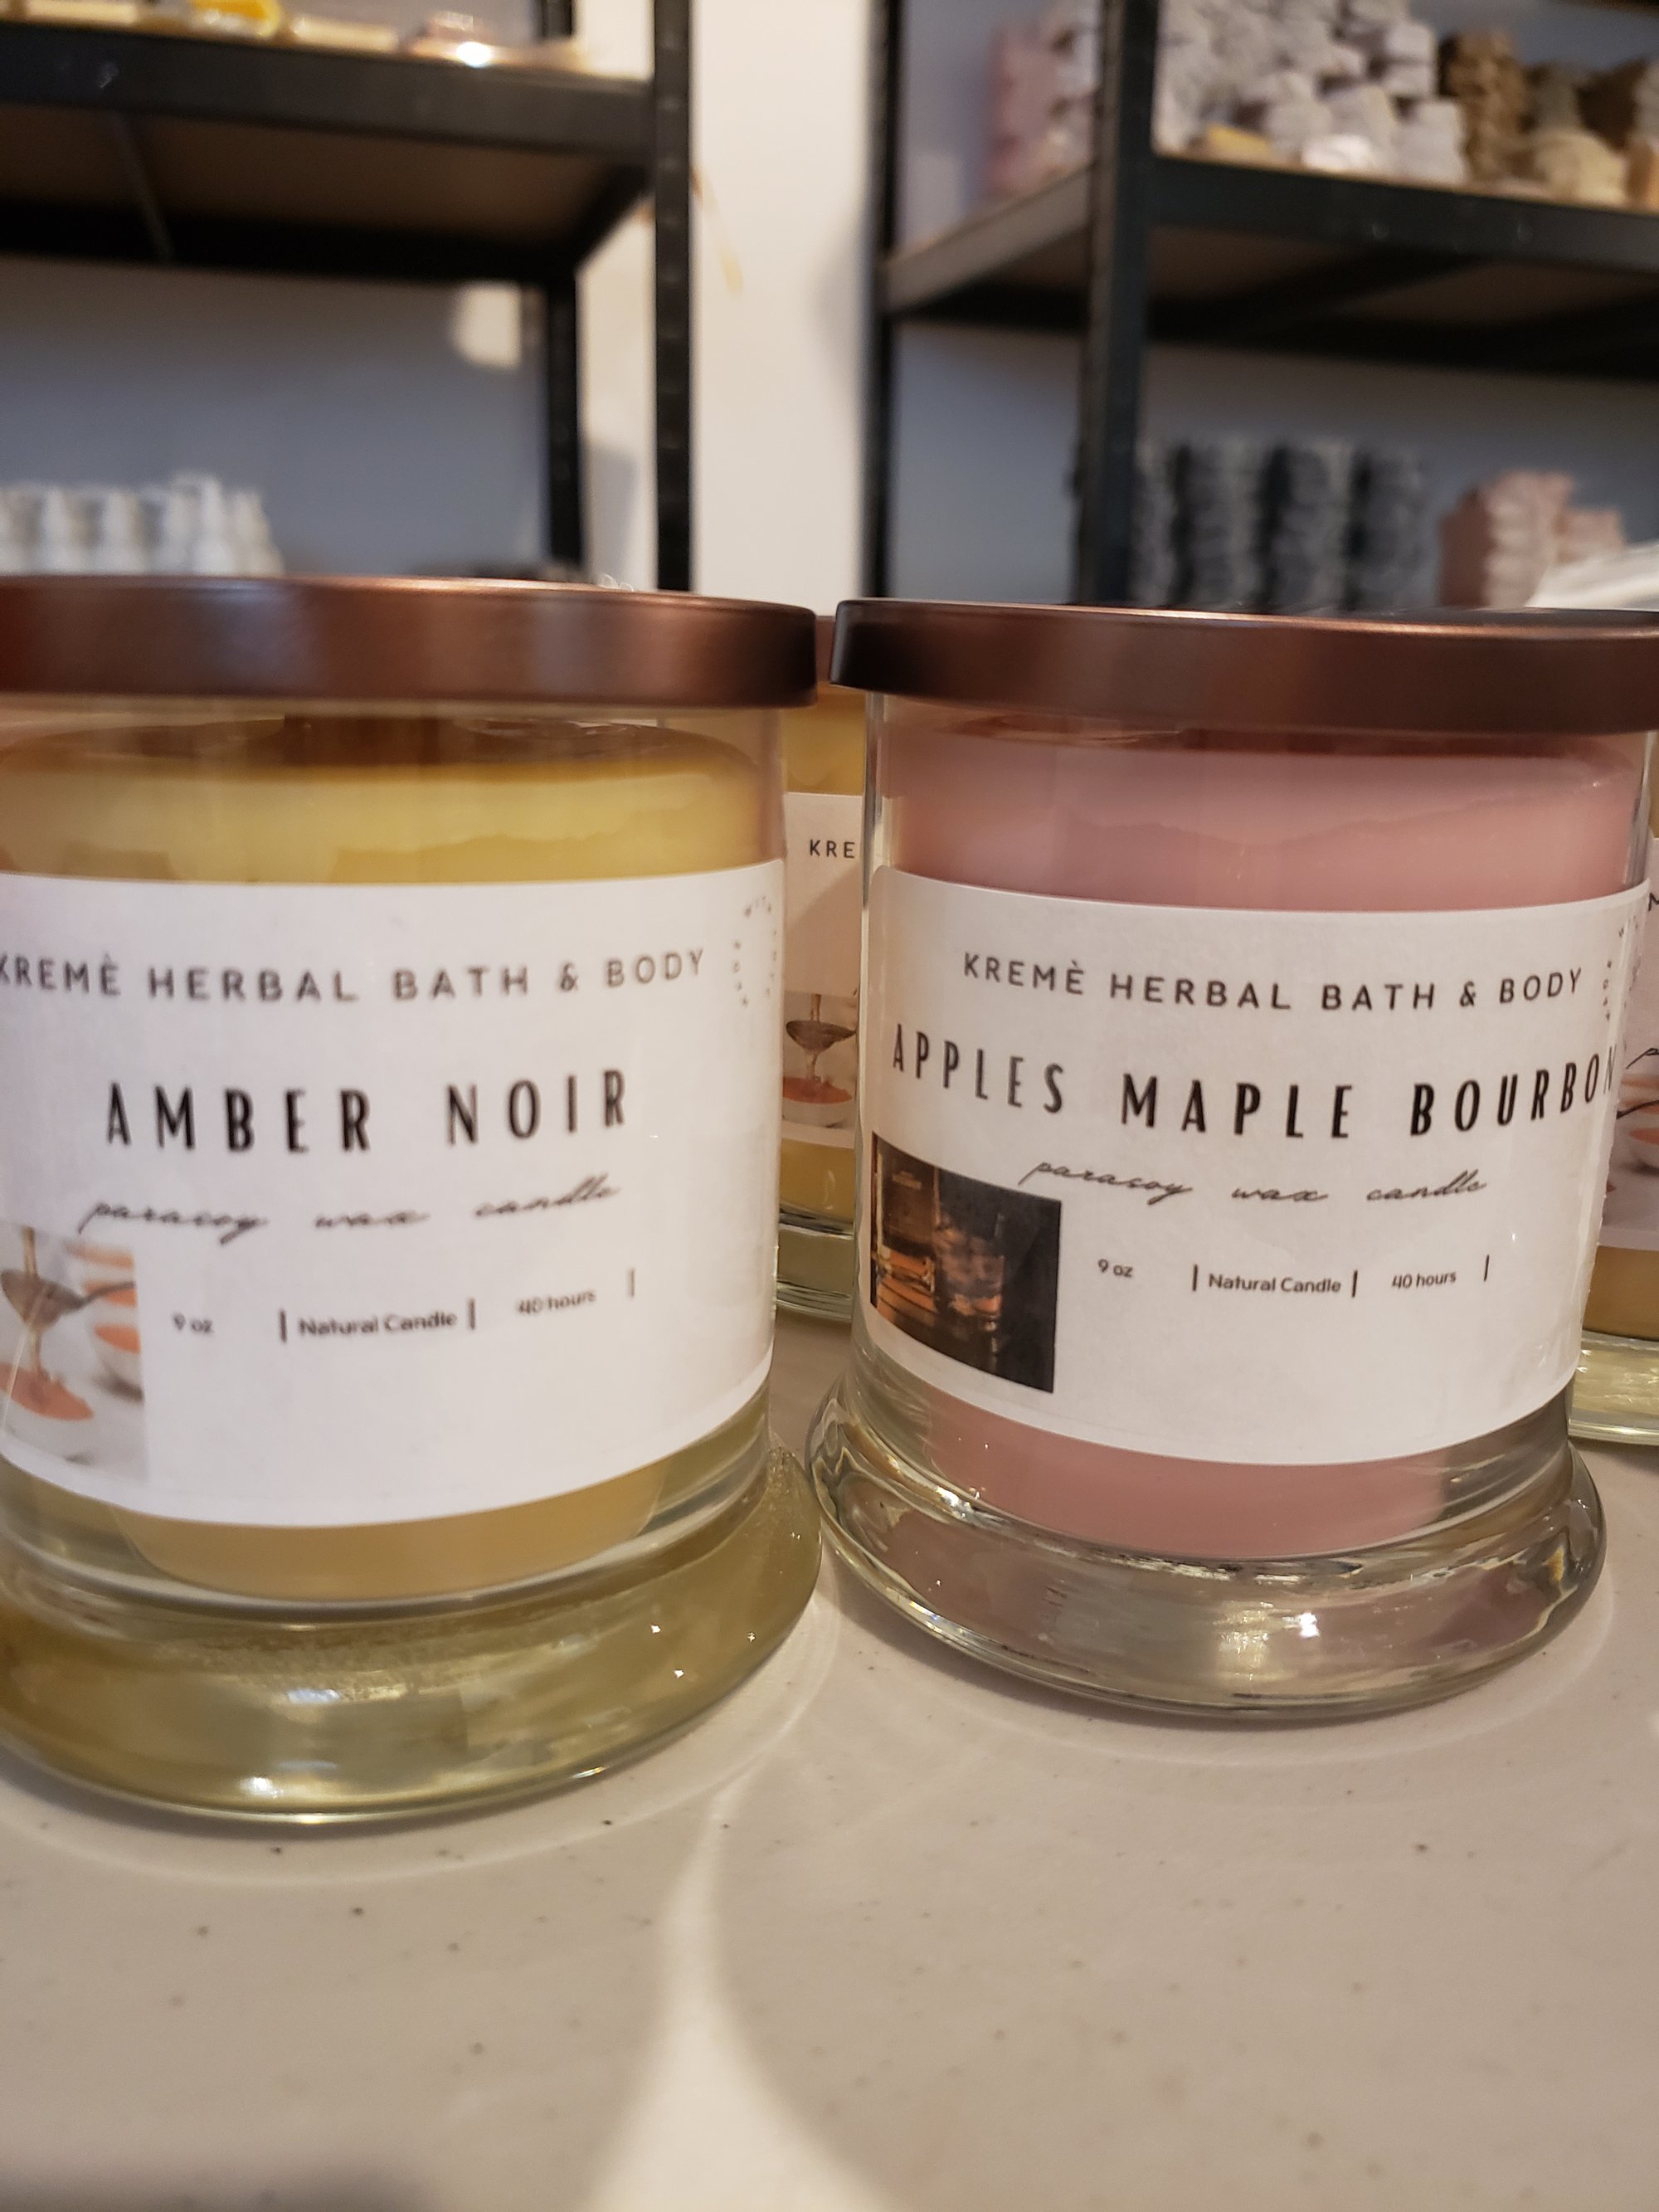 KREMÈ HERBAL BATH & BODY
AMBER NOIR
parasoy wax candle
9 oz | Natural Candle | 40 hours |
KRE
KREMÈ HERBAL BATH & BODY
APPLES MAPLE BOURBON
parasoy wax candle
9 oz | Natural Candle | 40 hours |